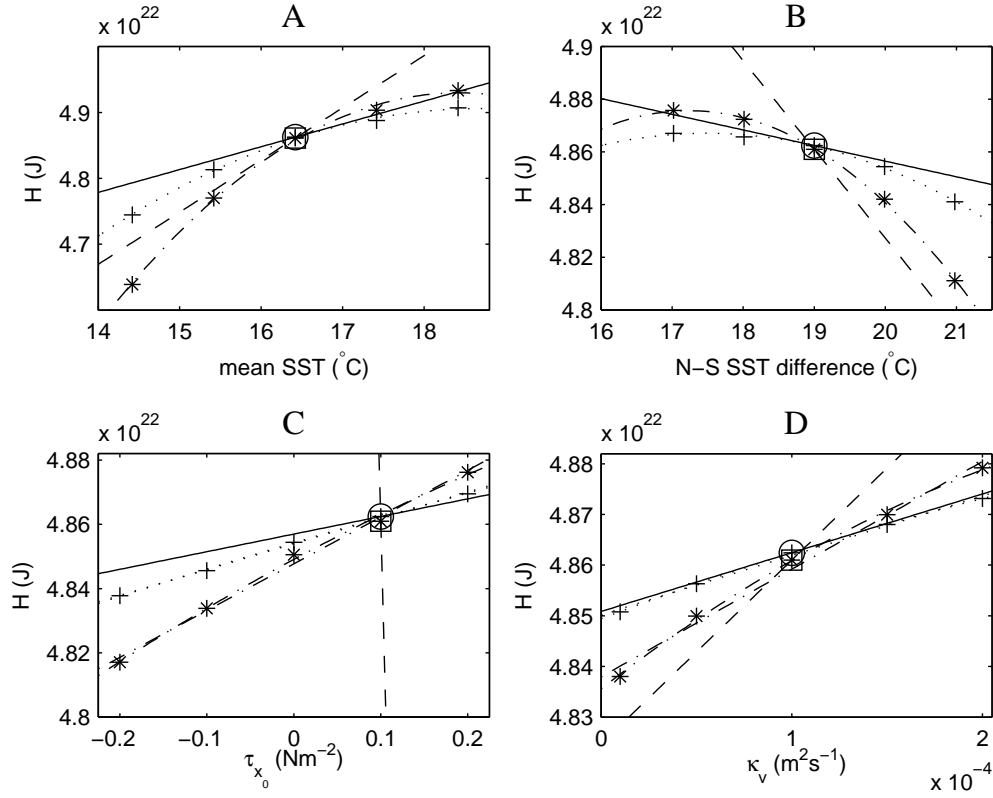 A
x 10^22
4.9
4.8
4.7
H (J)
14
15
16
17
18
mean SST (°C)
B
x 10^22
4.9
4.88
4.86
4.84
4.82
4.8
H (J)
16
17
18
19
20
21
N−S SST difference (°C)
C
x 10^22
4.88
4.86
4.84
4.82
4.8
H (J)
−0.2
−0.1
0
0.1
0.2
τ_x_0 (Nm^−2)
D
x 10^22
4.88
4.87
4.86
4.85
4.84
4.83
H (J)
0
1
2
κ_v (m^2s^−1)
x 10^−4